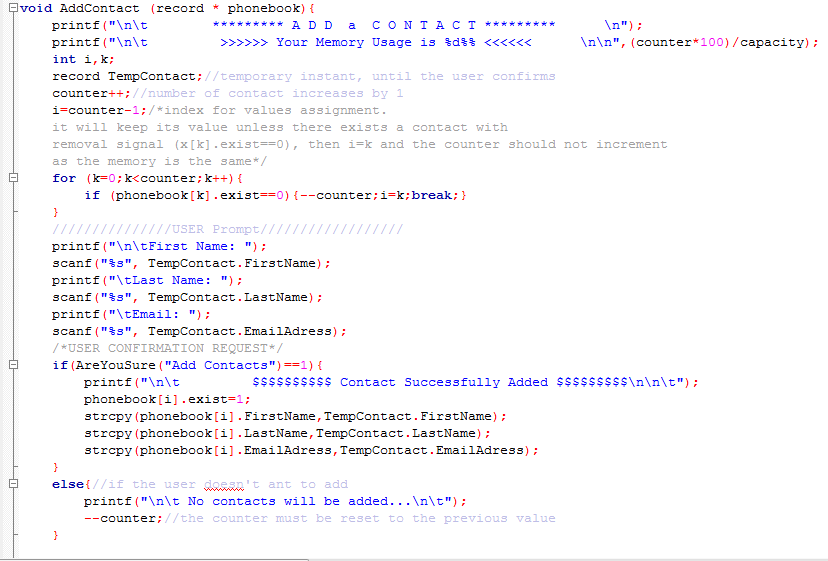 void AddContact (record * phonebook){
printf("\n\t ********* A D D a C O N T A C T ********* \n");
printf("\n\t >>>>>> Your Memory Usage is %d%% <<<<<< \n\n",(counter*100)/capacity);
int i,k;
record TempContact;//temporary instant, until the user confirms
counter++;//number of contact increases by 1
i=counter-1;/*index for values assignment.
it will keep its value unless there exists a contact with
removal signal (x[k].exist==0), then i=k and the counter should not increment
as the memory is the same*/
for (k=0;k<counter;k++){
if (phonebook[k].exist==0){--counter;i=k;break;}
}
///////////////USER Prompt//////////////////
printf("\n\tFirst Name: ");
scanf("%s", TempContact.FirstName);
printf("\tLast Name: ");
scanf("%s", TempContact.LastName);
printf("\tEmail: ");
scanf("%s", TempContact.EmailAdress);
/*USER CONFIRMATION REQUEST*/
if(AreYouSure("Add Contacts")==1){
printf("\n\t $$$$$$$$$$ Contact Successfully Added $$$$$$$$$\n\n\t");
phonebook[i].exist=1;
strcpy(phonebook[i].FirstName,TempContact.FirstName);
strcpy(phonebook[i].LastName,TempContact.LastName);
strcpy(phonebook[i].EmailAdress,TempContact.EmailAdress);
}
else{//if the user doesn't ant to add
printf("\n\t No contacts will be added...\n\t");
--counter;//the counter must be reset to the previous value
}